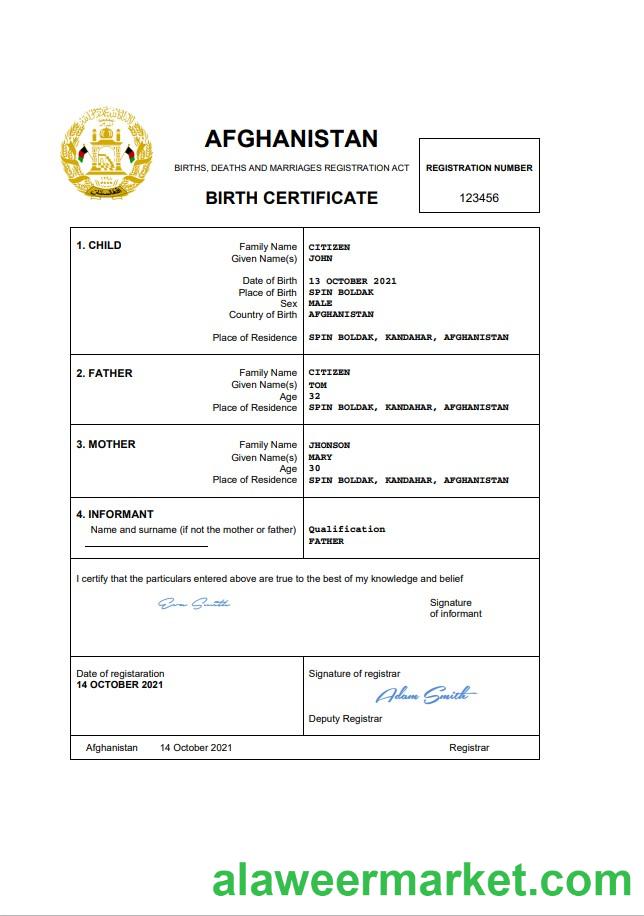 AFGHANISTAN
BIRTHS, DEATHS AND MARRIAGES REGISTRATION ACT
BIRTH CERTIFICATE
REGISTRATION NUMBER
123456
1. CHILD
Family Name CITIZEN
Given Name(s) JOHN
Date of Birth 13 OCTOBER 2021
Place of Birth SPIN BOLDAK
Sex MALE
Country of Birth AFGHANISTAN
Place of Residence SPIN BOLDAK, KANDAHAR, AFGHANISTAN
2. FATHER
Family Name CITIZEN
Given Name(s) TOM
Age 32
Place of Residence SPIN BOLDAK, KANDAHAR, AFGHANISTAN
3. MOTHER
Family Name JHONSON
Given Name(s) MARY
Age 30
Place of Residence SPIN BOLDAK, KANDAHAR, AFGHANISTAN
4. INFORMANT
Name and surname (if not the mother or father) Qualification
FATHER
I certify that the particulars entered above are true to the best of my knowledge and belief
Eva Smith Signature
of informant
Date of registaration
14 OCTOBER 2021
Signature of registrar
Adam Smith
Deputy Registrar
Afghanistan 14 October 2021 Registrar
alaweermarket.com